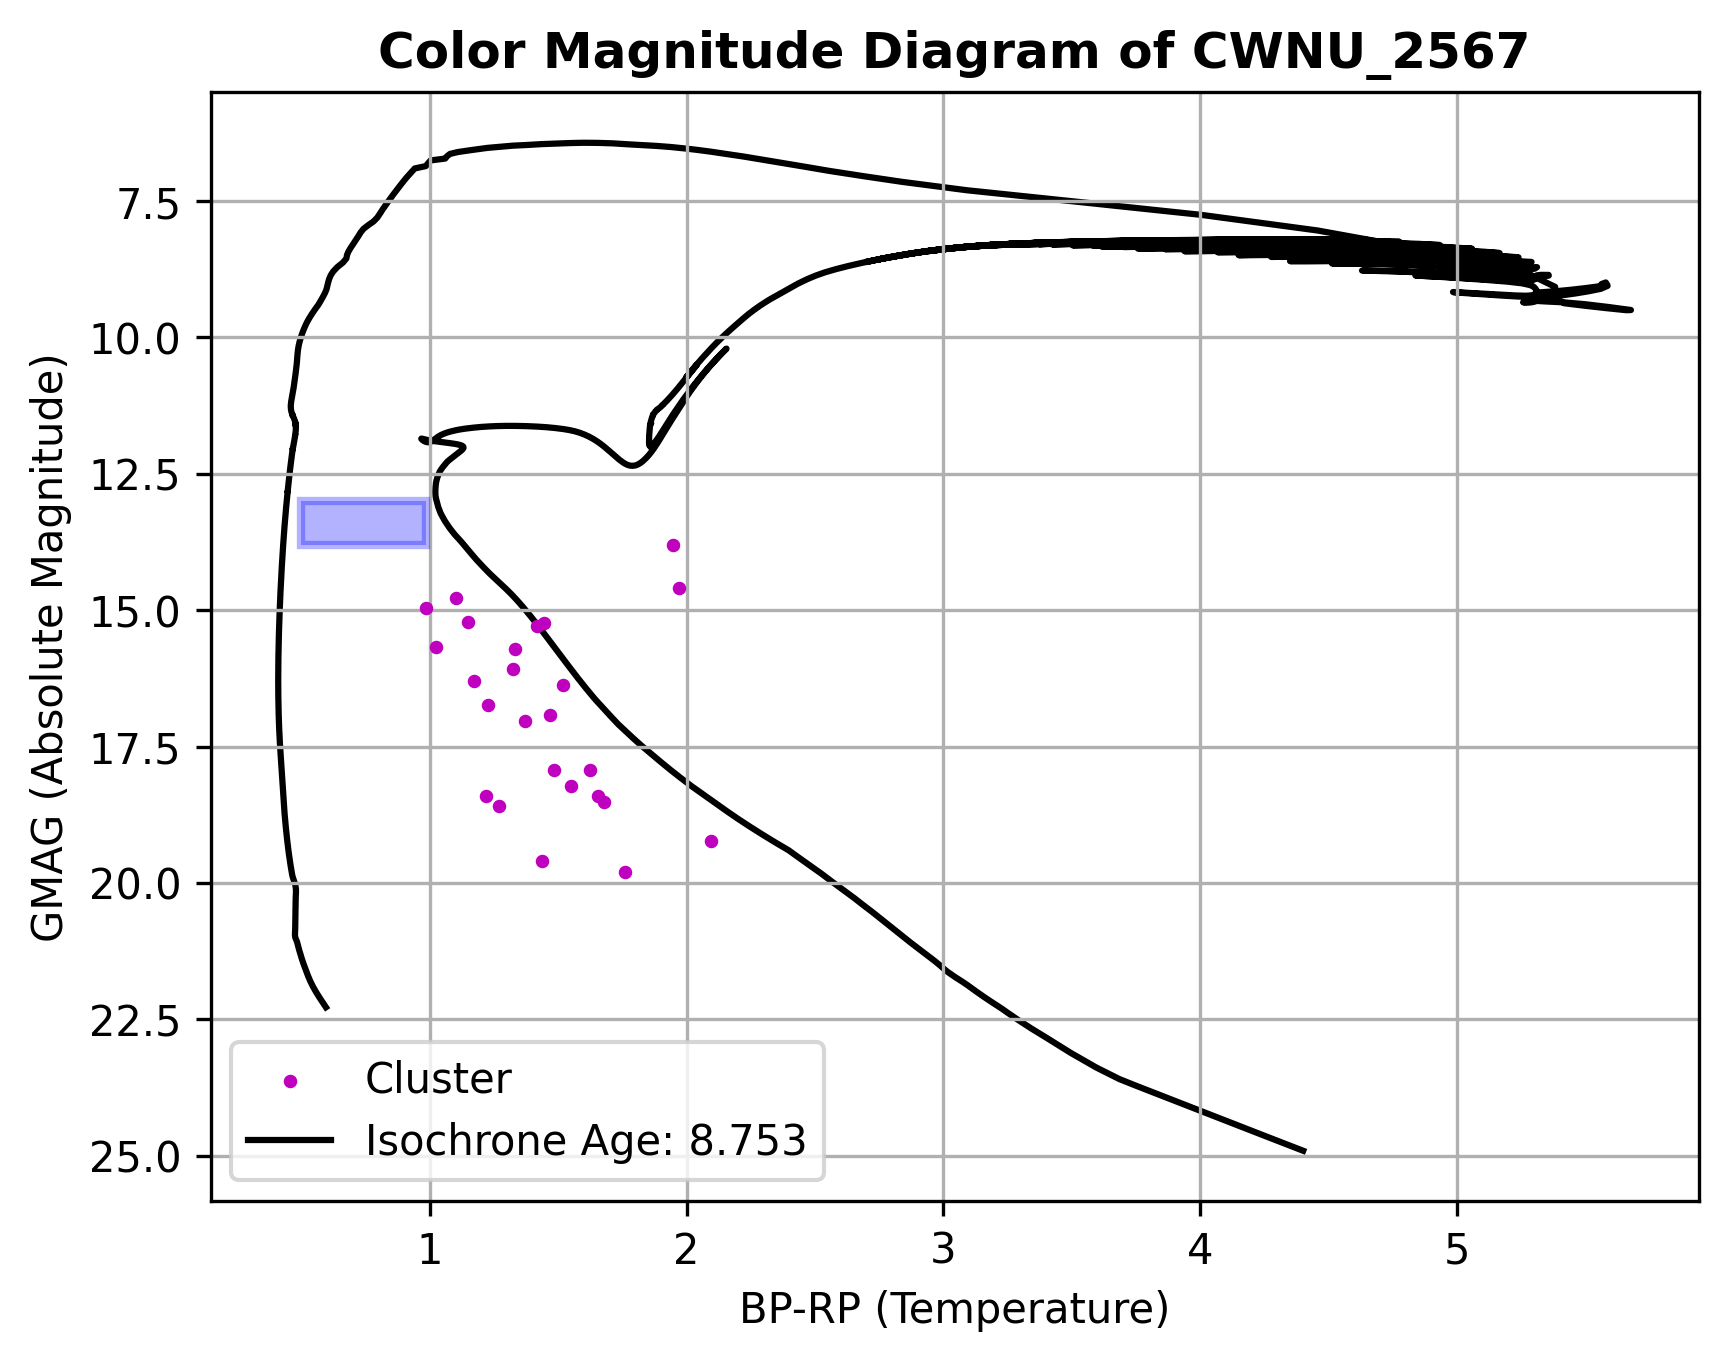 Color Magnitude Diagram of CWNU_2567
GMAG (Absolute Magnitude)
7.5
10.0
12.5
15.0
17.5
20.0
22.5
25.0
Cluster
Isochrone Age: 8.753
1 2 3 4 5
BP-RP (Temperature)